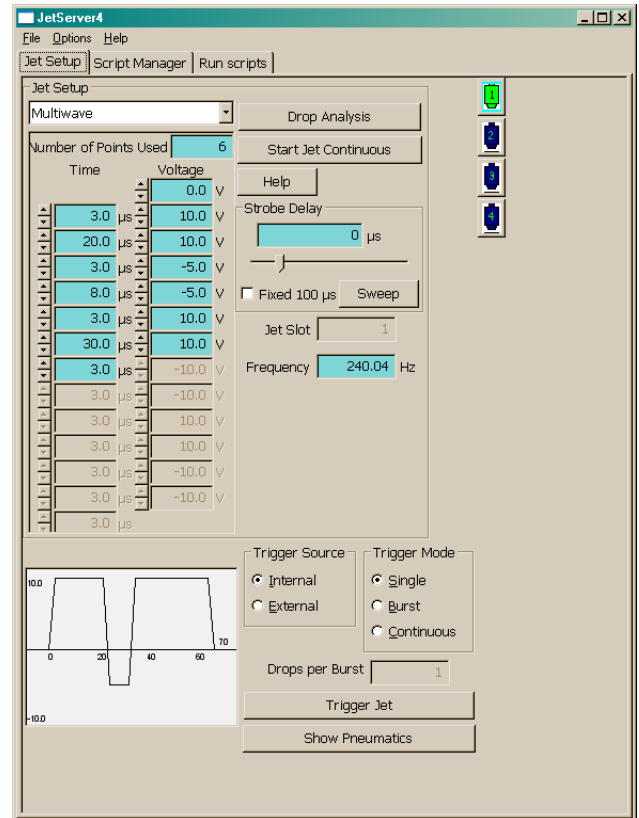 JetServer4
File Options Help
Jet Setup Script Manager Run scripts
Jet Setup
Multiwave
Drop Analysis
Number of Points Used 6
Start Jet Continuous
Time Voltage
Help
0.0 V
3.0 µs 10.0 V
20.0 µs 10.0 V
3.0 µs -5.0 V
8.0 µs -5.0 V
3.0 µs 10.0 V
30.0 µs 10.0 V
3.0 µs -10.0 V
3.0 µs -10.0 V
3.0 µs 10.0 V
3.0 µs 10.0 V
3.0 µs -10.0 V
3.0 µs -10.0 V
3.0 µs
Strobe Delay
0 µs
Fixed 100 µs Sweep
Jet Slot 1
Frequency 240.04 Hz
1
2
3
4
10.0
70
0 20 40 60
-10.0
Trigger Source
Internal
External
Trigger Mode
Single
Burst
Continuous
Drops per Burst 1
Trigger Jet
Show Pneumatics